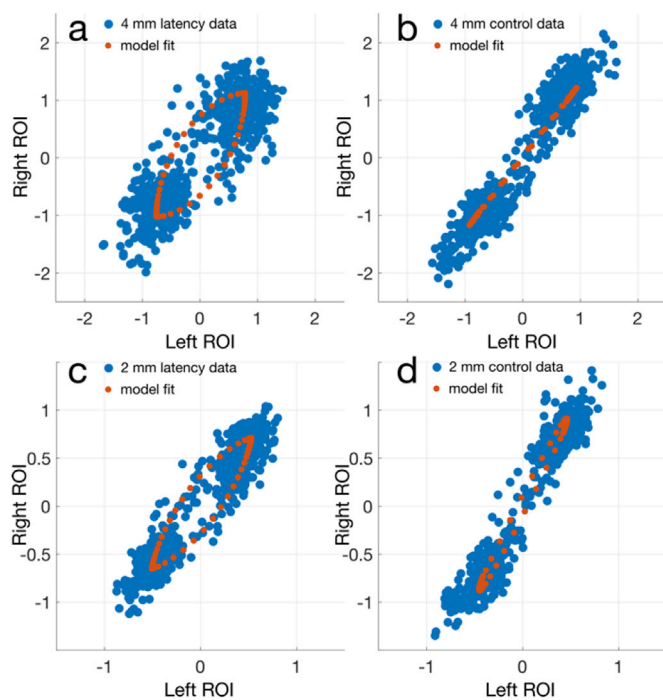 a
4 mm latency data
model fit
Right ROI
2
1
0
-1
-2
-2 -1 0 1 2
Left ROI
b
4 mm control data
model fit
Right ROI
2
1
0
-1
-2
-2 -1 0 1 2
Left ROI
c
2 mm latency data
model fit
Right ROI
1
0.5
0
-0.5
-1
-1 0 1
Left ROI
d
2 mm control data
model fit
Right ROI
1
0.5
0
-0.5
-1
-1 0 1
Left ROI